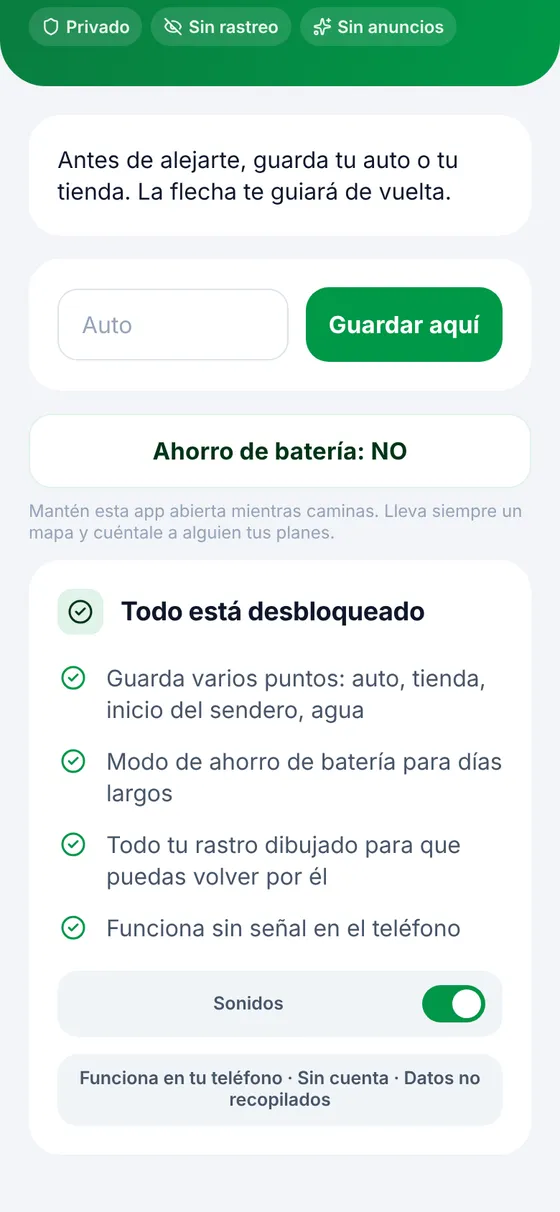 Privado
Sin rastreo
Sin anuncios
Antes de alejarte, guarda tu auto o tu
tienda. La flecha te guiará de vuelta.
Auto
Guardar aquí
Ahorro de batería: NO
Mantén esta app abierta mientras caminas. Lleva siempre un
mapa y cuéntale a alguien tus planes.
Todo está desbloqueado
Guarda varios puntos: auto, tienda,
inicio del sendero, agua
Modo de ahorro de batería para días
largos
Todo tu rastro dibujado para que
puedas volver por él
Funciona sin señal en el teléfono
Sonidos
Funciona en tu teléfono · Sin cuenta · Datos no
recopilados